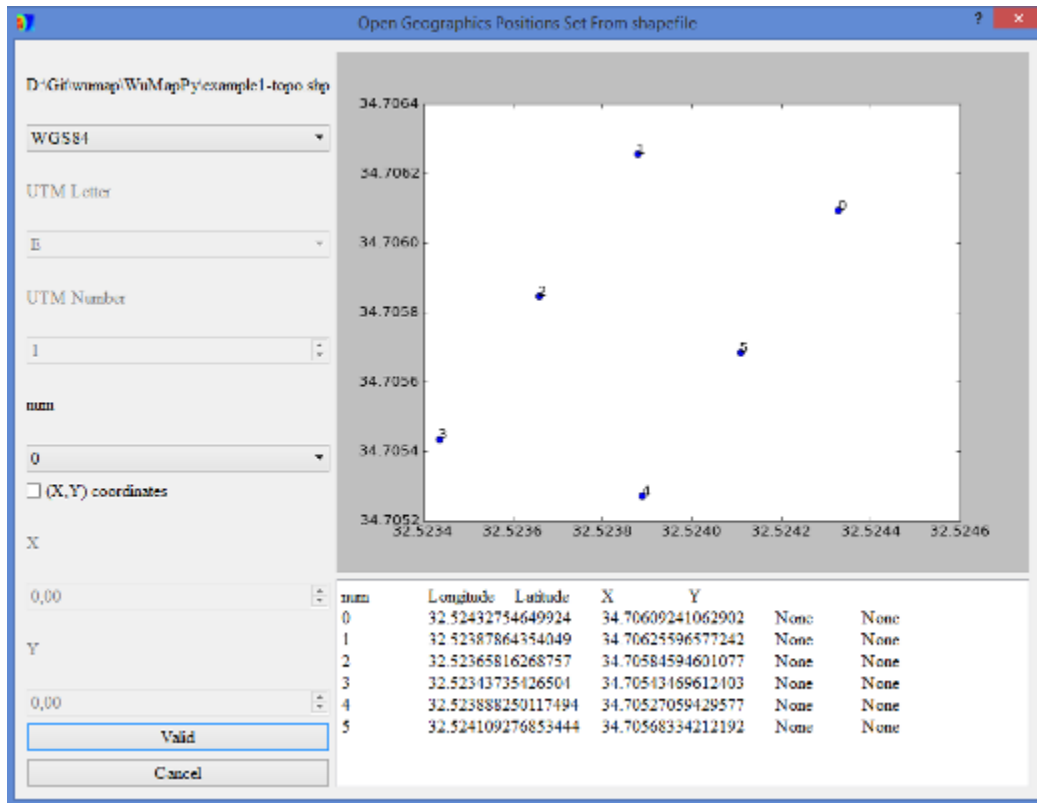 Open Geographics Positions Set From shapefile
?
×
D:\Git\wumap\WuMapPy\example1-topo.shp
WGS84
UTM Letter
E
UTM Number
1
num
0
(X,Y) coordinates
X
0,00
Y
0,00
Valid
Cancel
34.7064
34.7062
34.7060
34.7058
34.7056
34.7054
34.7052
1
0
2
5
3
4
32.5234 32.5236 32.5238 32.5240 32.5242 32.5244 32.5246
num Longitude Latitude X Y
0 32.52432754649924 34.70609241062902 None None
1 32.52387864354049 34.70625596577242 None None
2 32.52365816268757 34.70584594601077 None None
3 32.52343735426504 34.70543469612403 None None
4 32.523888250117494 34.70527059429577 None None
5 32.524109276853444 34.70568334212192 None None